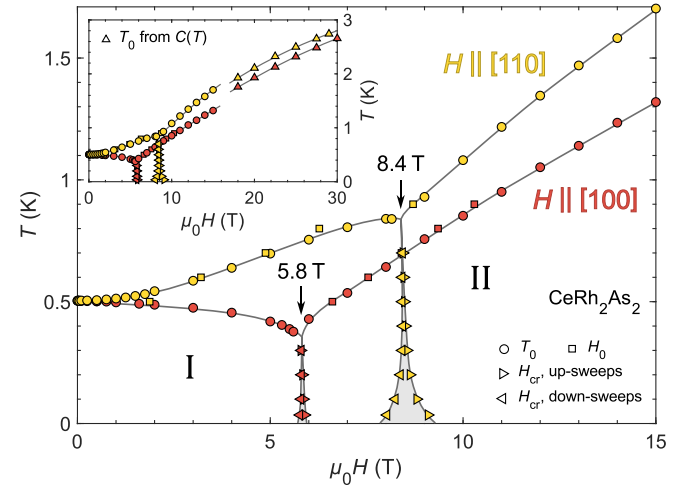 T₀ from C(T)
3
2
1
0
T (K)
0
10
20
30
μ₀H (T)
H || [110]
H || [100]
8.4 T
5.8 T
I
II
CeRh₂As₂
T₀
H₀
H_cr, up-sweeps
H_cr, down-sweeps
1.5
1
0.5
0
T (K)
0
5
10
15
μ₀H (T)